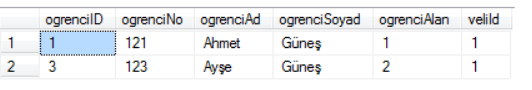 ogrenciID ogrenciNo ogrenciAd ogrenciSoyad ogrenciAlan veliId
1 1 121 Ahmet Güneş 1 1
2 3 123 Ayşe Güneş 2 1